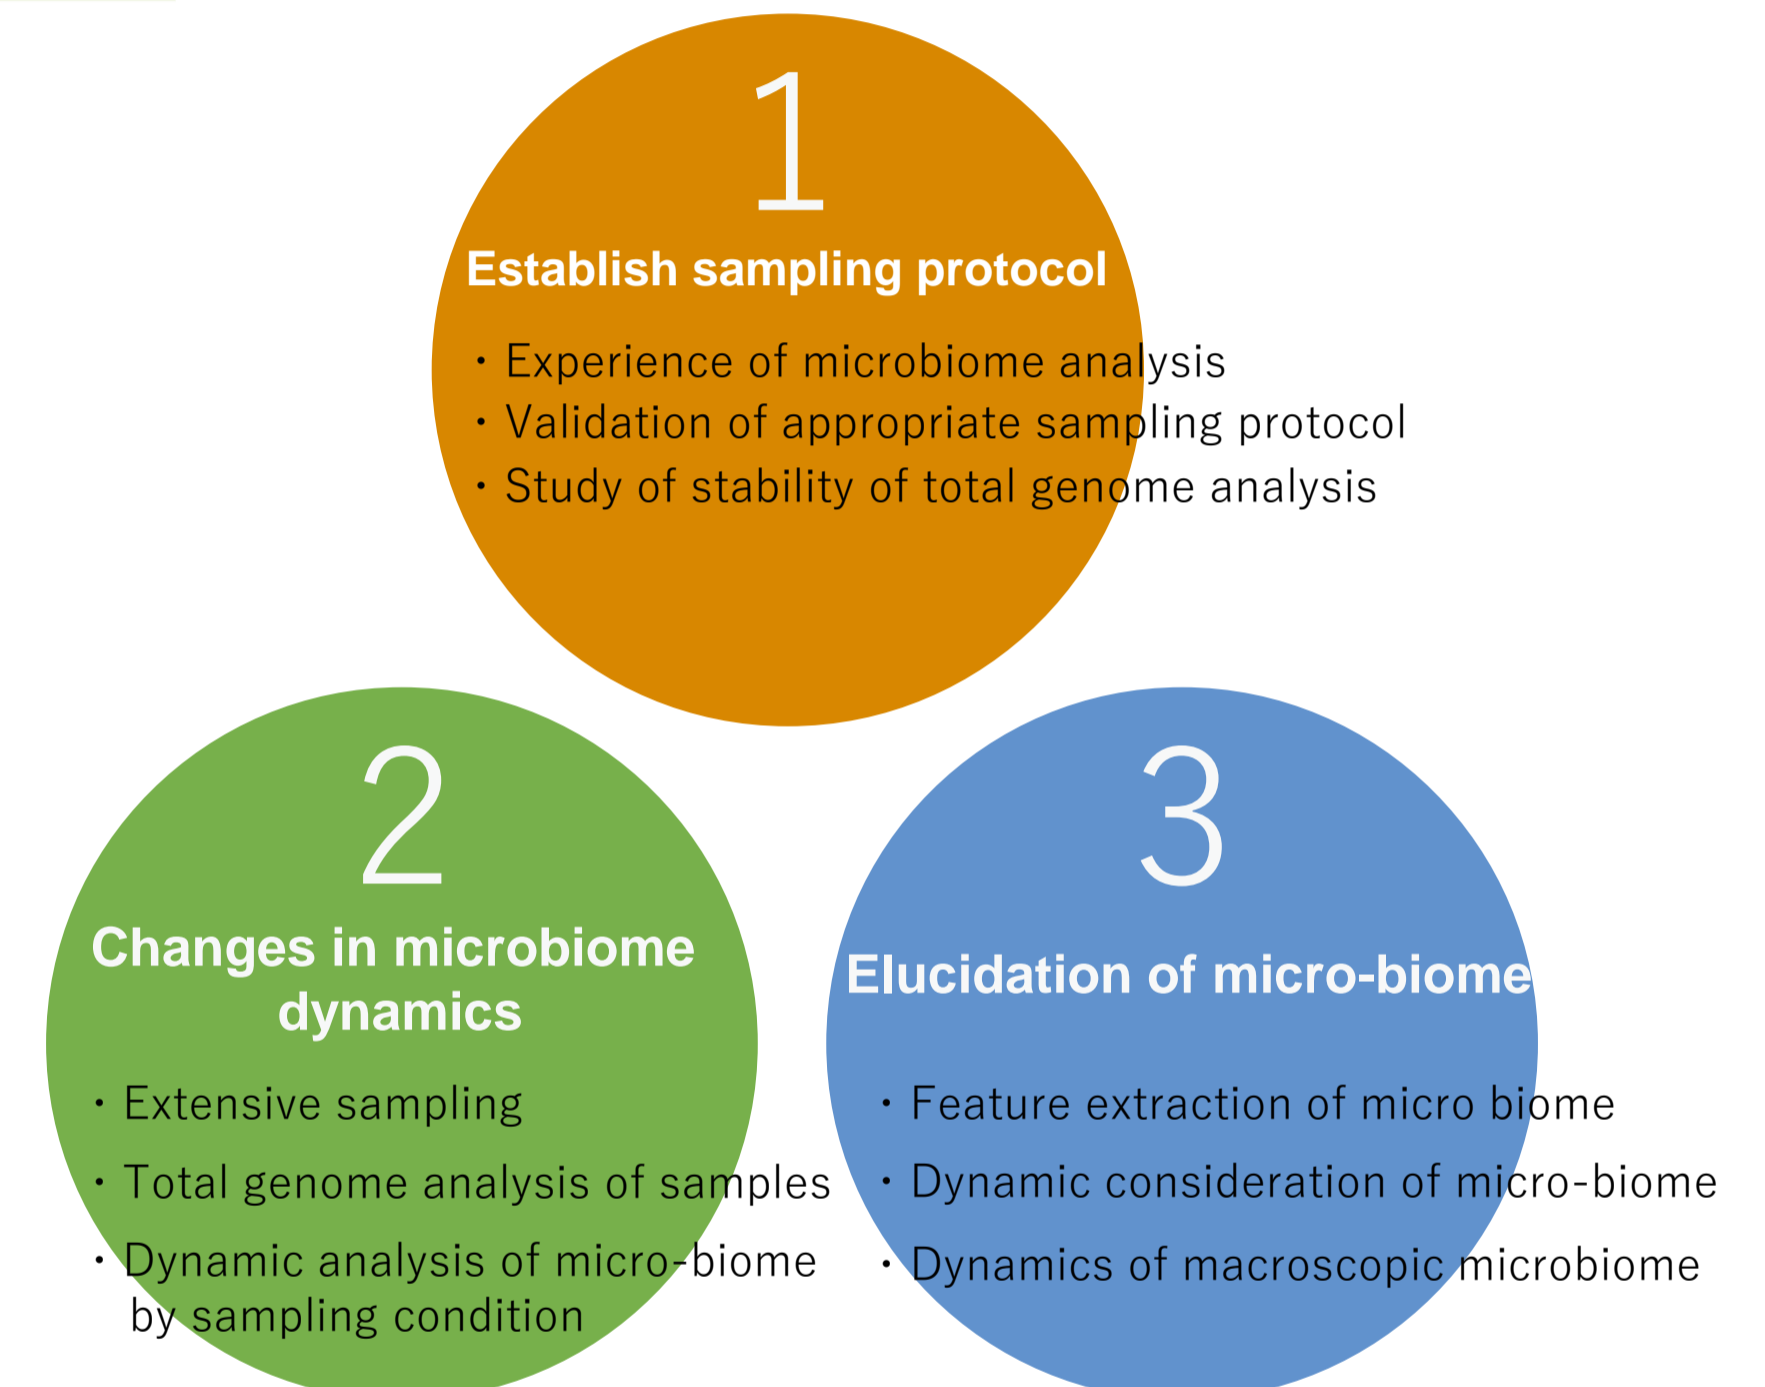 1
Establish sampling protocol
・Experience of microbiome analysis
・Validation of appropriate sampling protocol
・Study of stability of total genome analysis
2
Changes in microbiome
dynamics
・Extensive sampling
・Total genome analysis of samples
・Dynamic analysis of micro-biome
by sampling condition
3
Elucidation of micro-biome
・Feature extraction of micro biome
・Dynamic consideration of micro-biome
・Dynamics of macroscopic microbiome